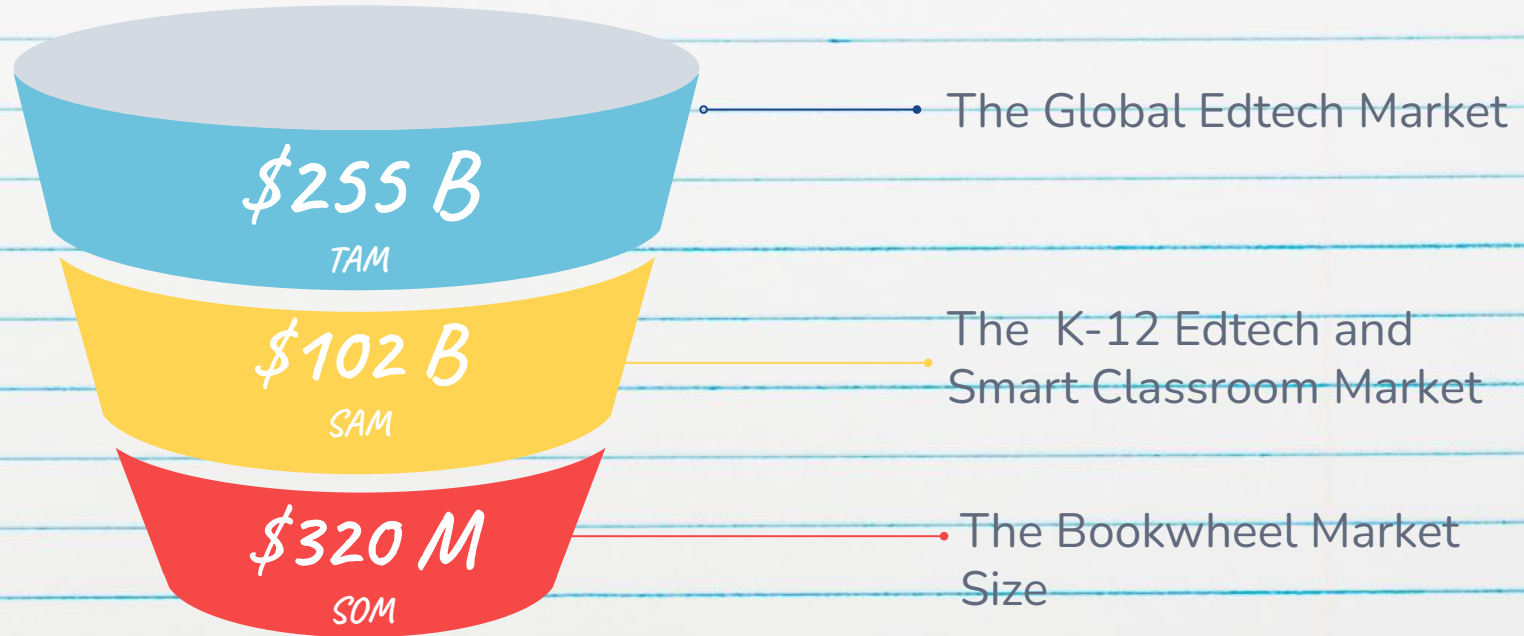 The Global Edtech Market
$255 B
TAM
The K-12 Edtech and
Smart Classroom Market
$102 B
SAM
The Bookwheel Market
Size
$320 M
SOM